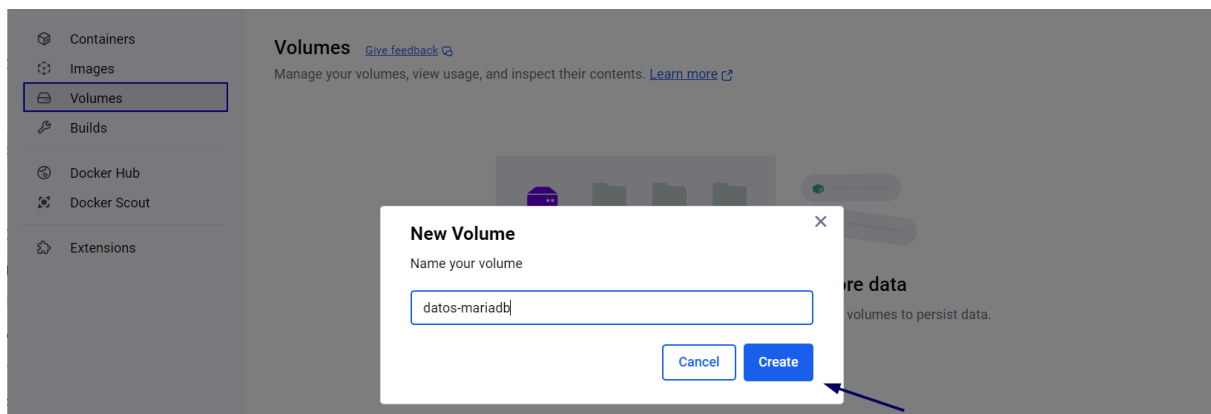 Containers
Images
Volumes
Builds
Docker Hub
Docker Scout
Extensions
Volumes Give feedback
Manage your volumes, view usage, and inspect their contents. Learn more
New Volume
Name your volume
datos-mariadb
Cancel Create
data
volumes to persist data.